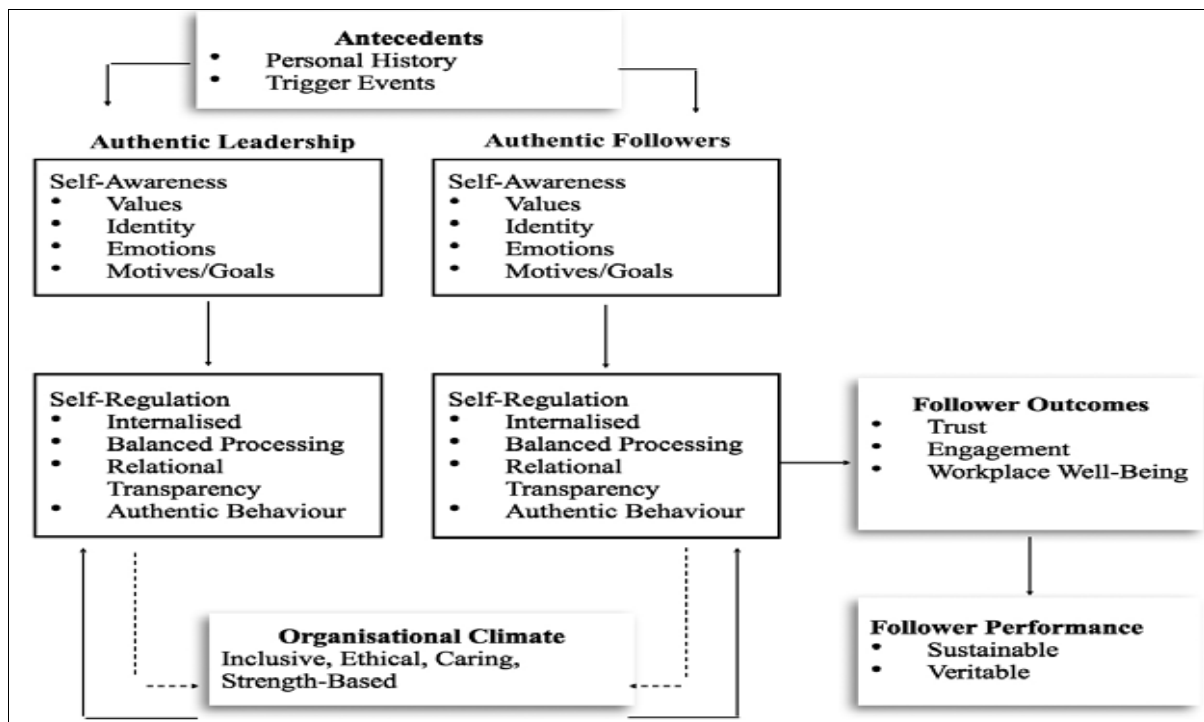 Antecedents
• Personal History
• Trigger Events
Authentic Leadership
Self-Awareness
• Values
• Identity
• Emotions
• Motives/Goals
Authentic Followers
Self-Awareness
• Values
• Identity
• Emotions
• Motives/Goals
Self-Regulation
• Internalised
• Balanced Processing
• Relational
Transparency
• Authentic Behaviour
Self-Regulation
• Internalised
• Balanced Processing
• Relational
Transparency
• Authentic Behaviour
Follower Outcomes
• Trust
• Engagement
• Workplace Well-Being
Organisational Climate
Inclusive, Ethical, Caring,
Strength-Based
Follower Performance
• Sustainable
• Veritable